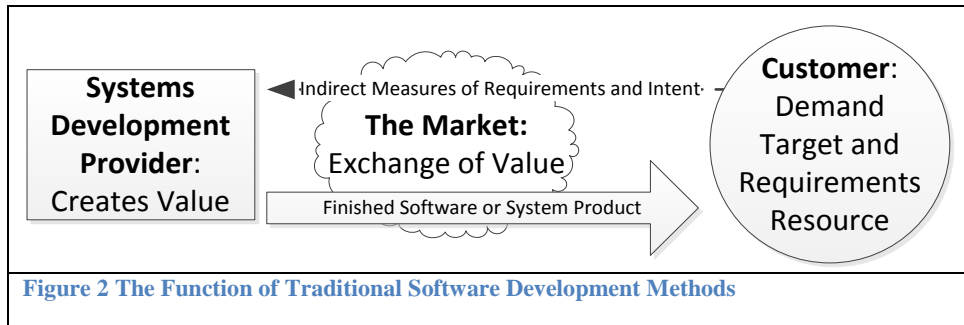 Systems
Development
Provider:
Creates Value
Indirect Measures of Requirements and Intent
The Market:
Exchange of Value
Finished Software or System Product
Customer:
Demand
Target and
Requirements
Resource
Figure 2 The Function of Traditional Software Development Methods